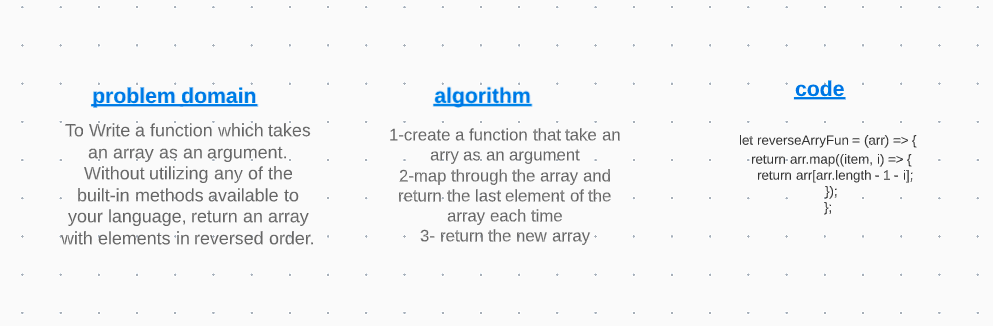 problem domain
To Write a function which takes
an array as an argument.
Without utilizing any of the
built-in methods available to
your language, return an array
with elements in reversed order.
algorithm
1-create a function that take an
arry as an argument
2-map through the array and
return the last element of the
array each time
3- return the new array
code
let reverseArryFun = (arr) => {
return arr.map((item, i) => {
return arr[arr.length - 1 - i];
});
};